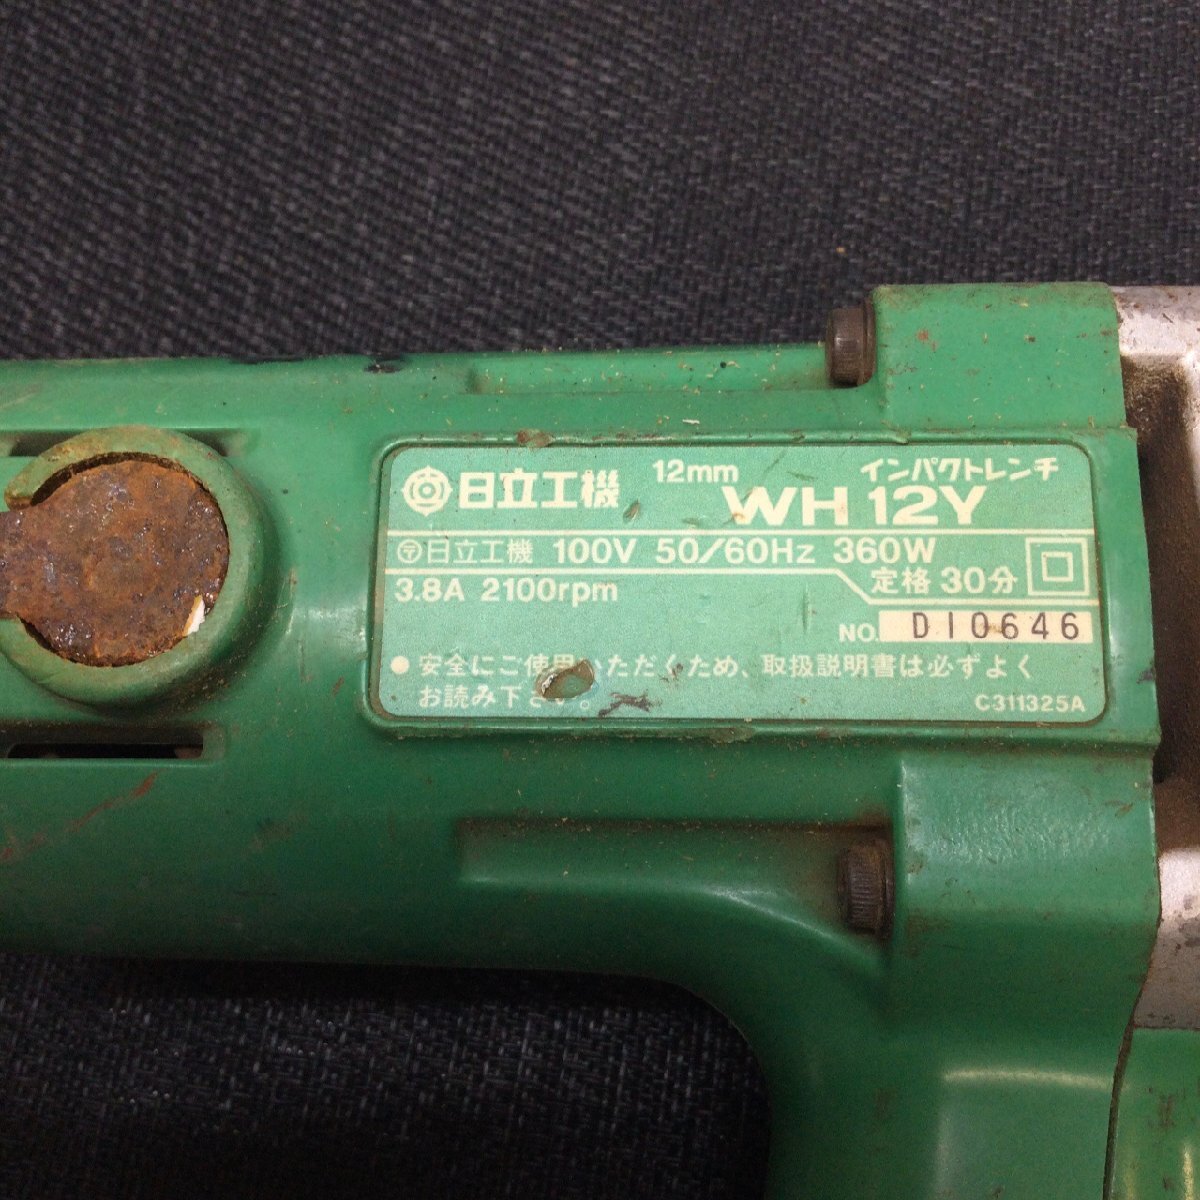 日立工機 12mm インパクトレンチ
WH 12Y
〒日立工機 100V 50/60Hz 360W
3.8A 2100rpm 定格 30分
NO. D10646
● 安全にご使用いただくため、取扱説明書は必ずよく
お読み下さい。
C311325A